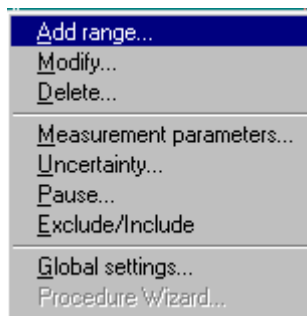 Add range...
Modify...
Delete...
Measurement parameters...
Uncertainty...
Pause...
Exclude/Include
Global settings...
Procedure Wizard...